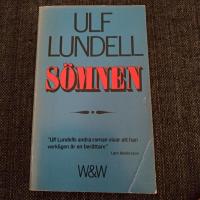 ULF
LUNDELL
SÖMNEN
"Ulf Lundells andra roman visar att han
verkligen är en berättare"
W&W